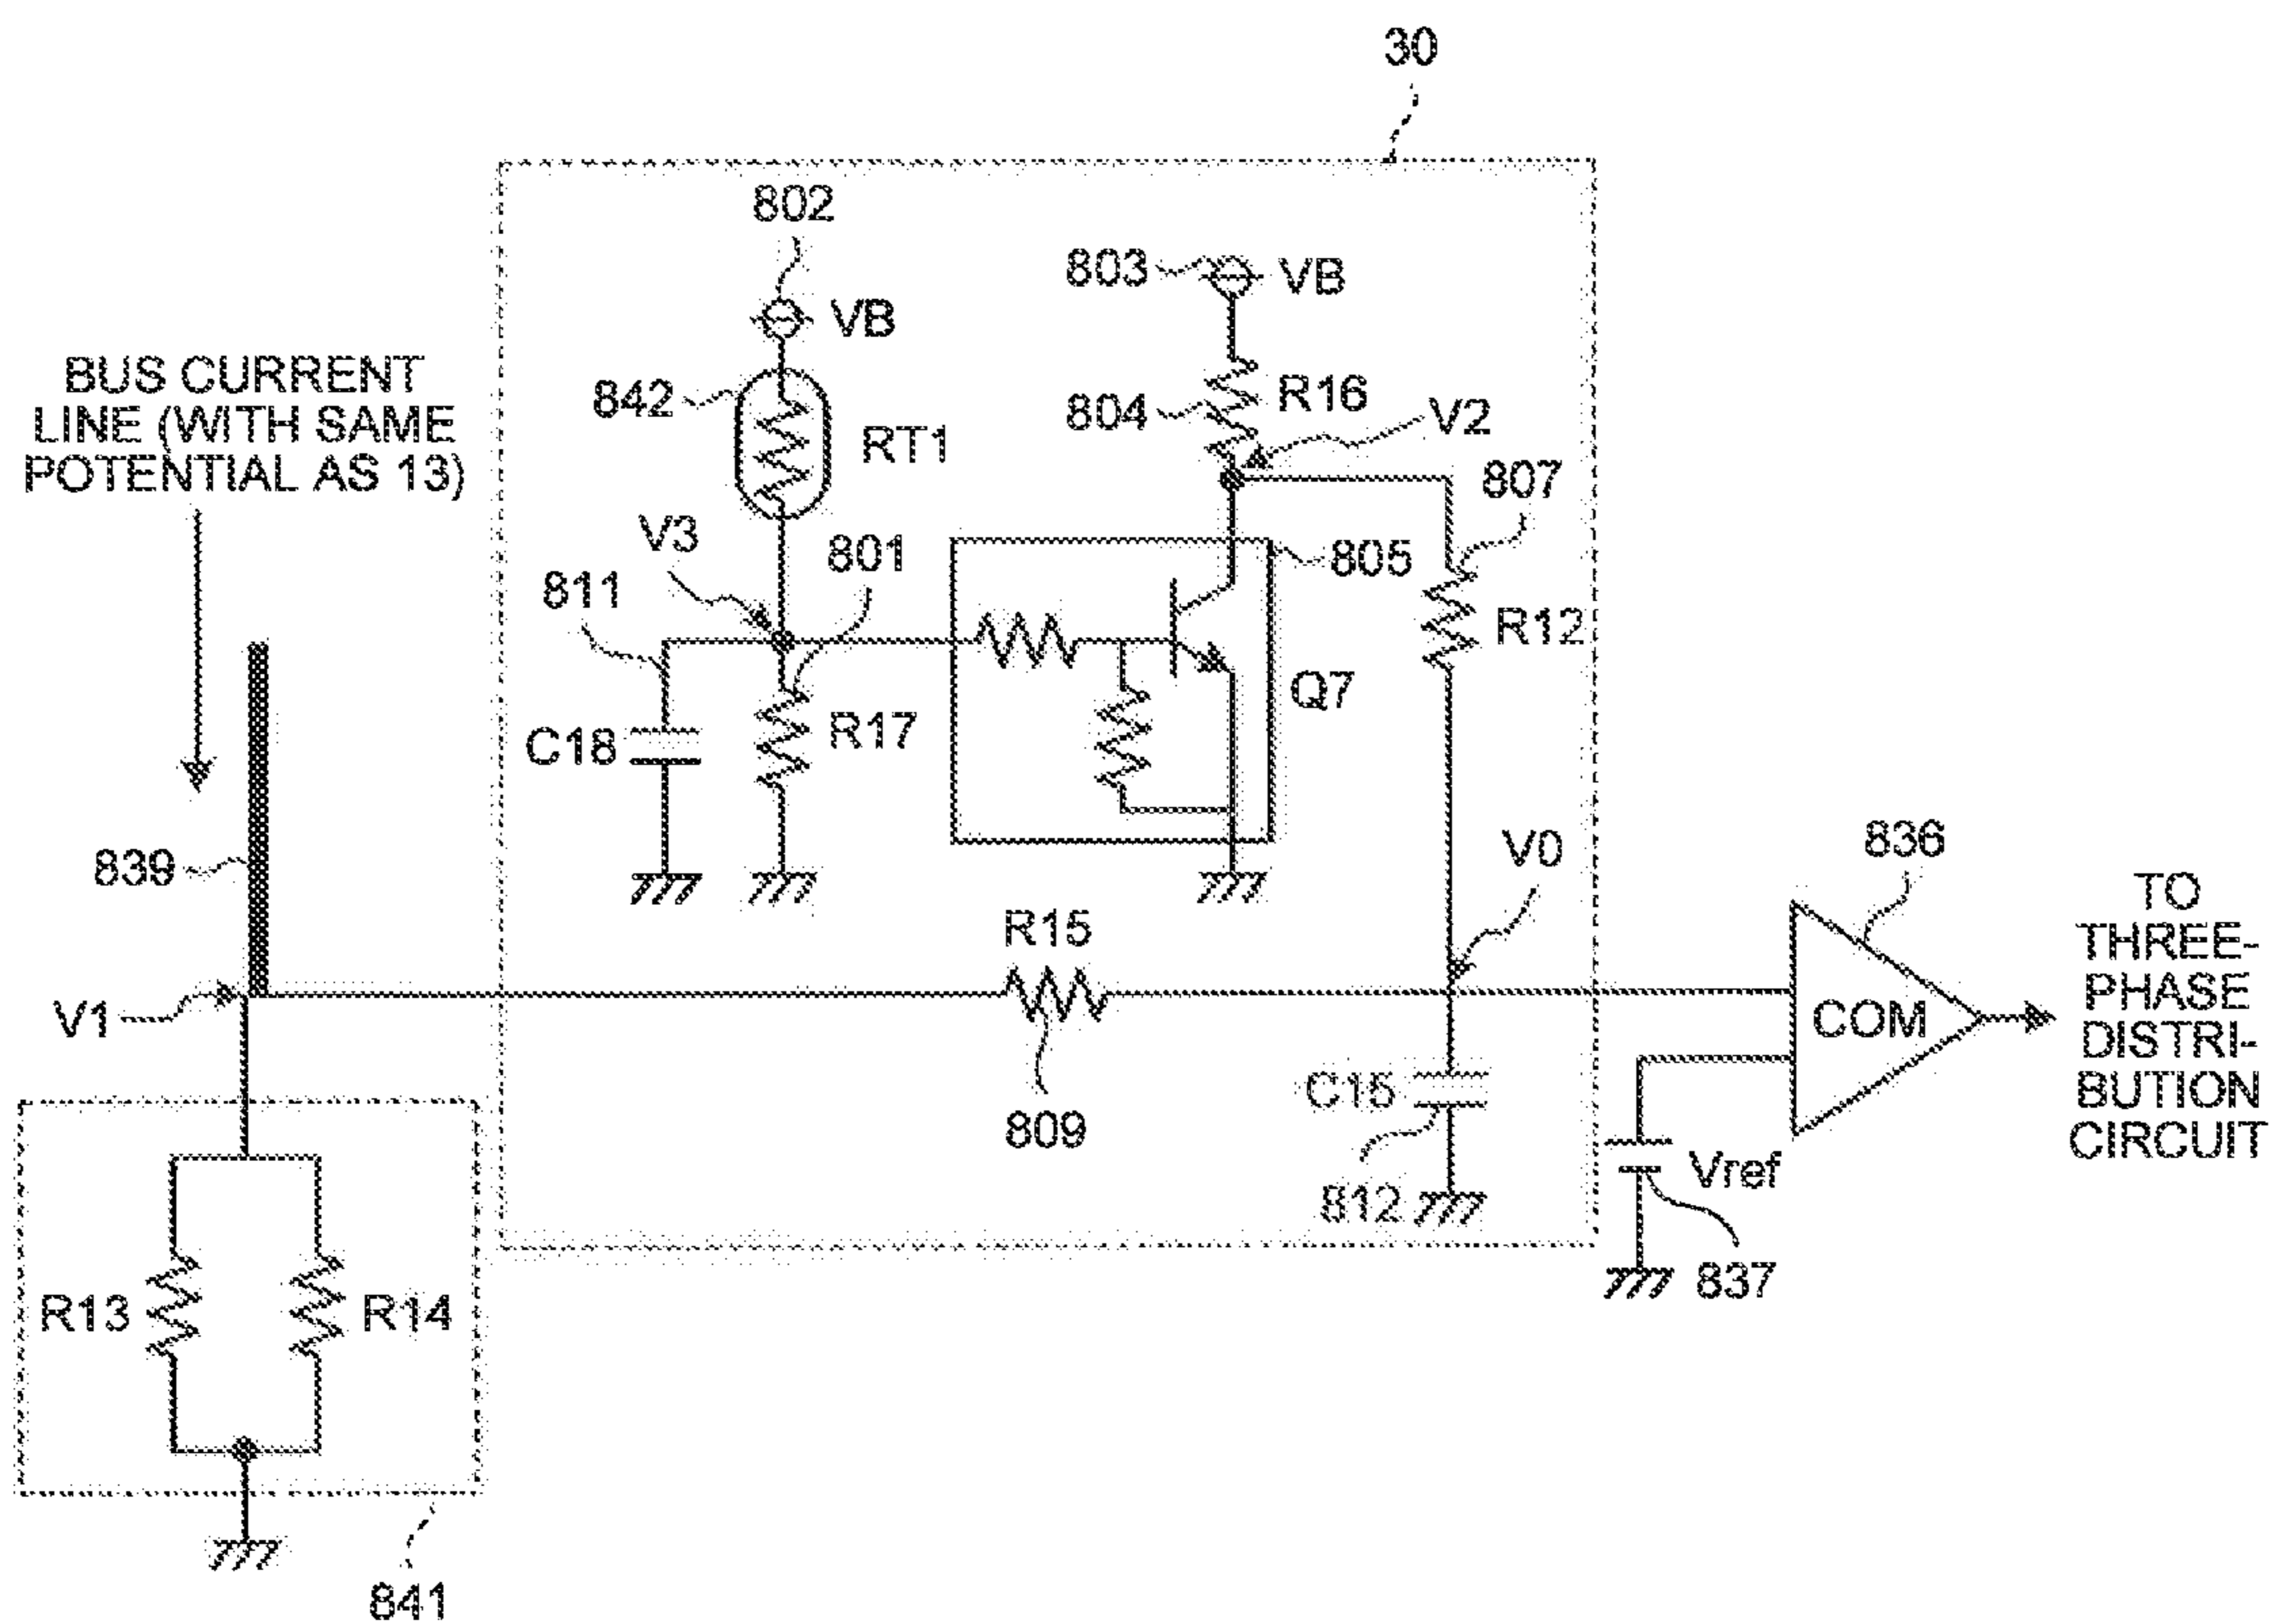 30
802
803
VB
VB
BUS CURRENT
LINE (WITH SAME
POTENTIAL AS 13)
842
RT1
804
R16
V2
807
V3
801
811
805
R12
Q7
C18
R17
839
V0
836
TO
THREE-
PHASE
DISTRI-
BUTION
CIRCUIT
R15
V1
COM
C15
809
Vref
812
837
R13
R14
841